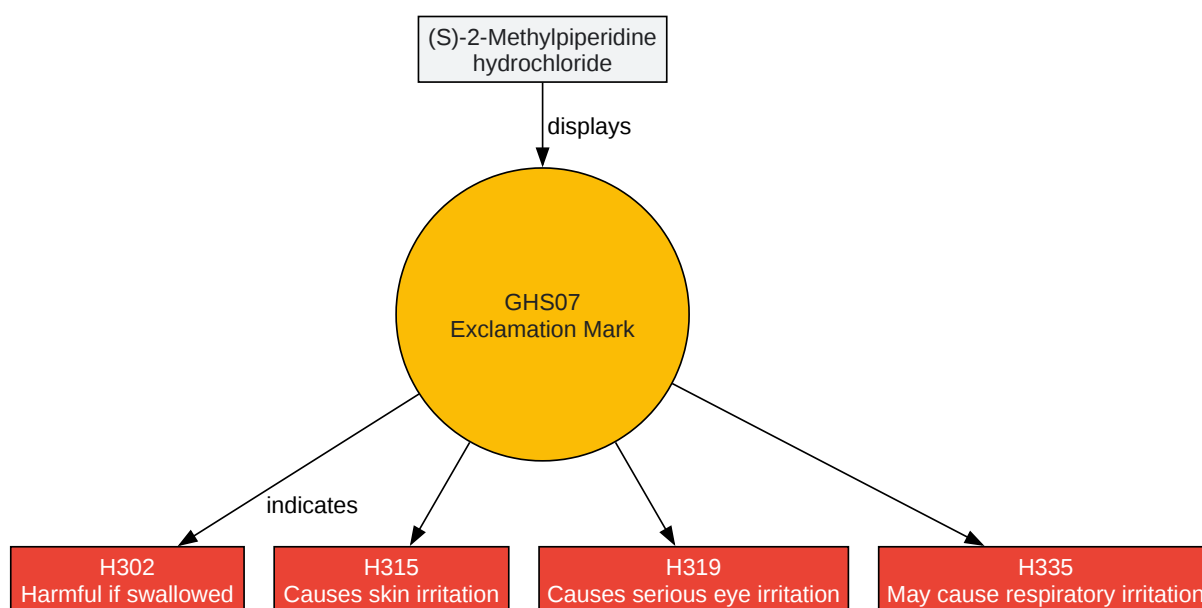 (S)-2-Methylpiperidine
hydrochloride
displays
GHS07
Exclamation Mark
indicates
H302
Harmful if swallowed
H315
Causes skin irritation
H319
Causes serious eye irritation
H335
May cause respiratory irritation